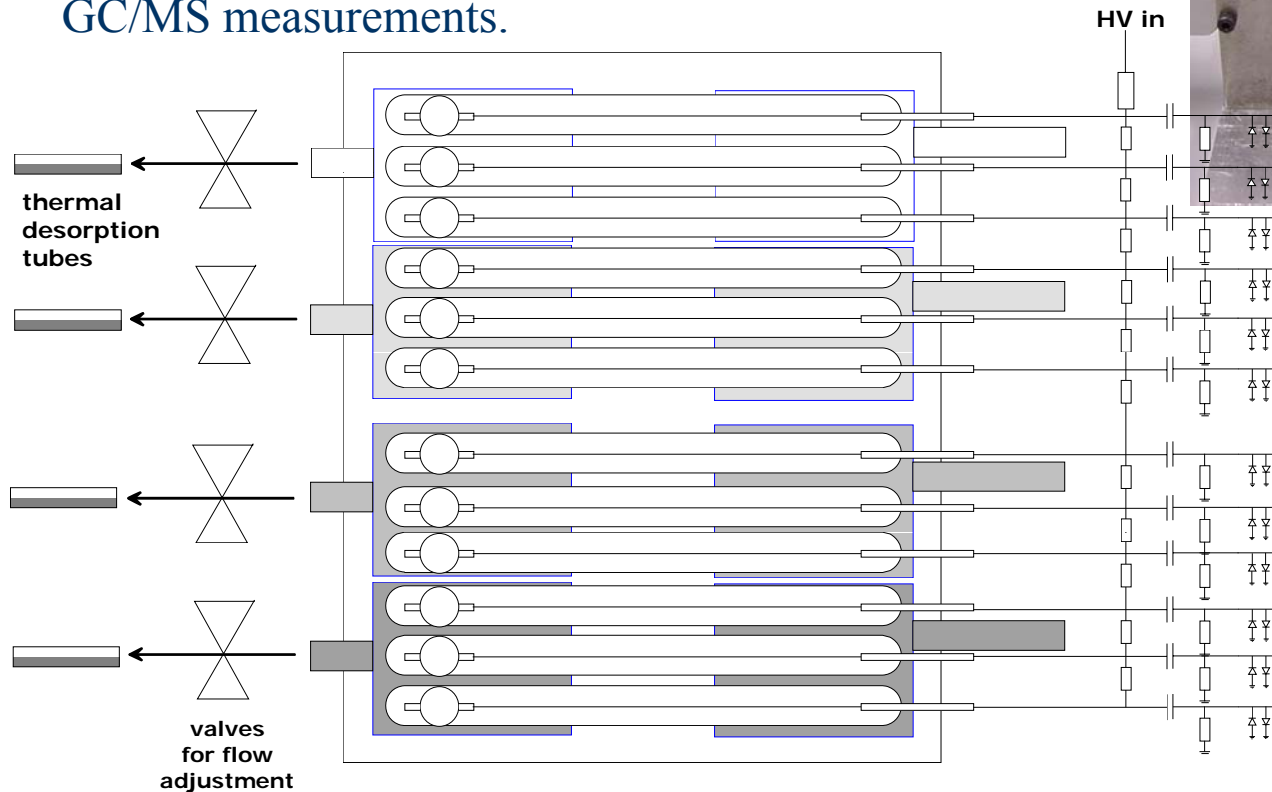 GC/MS measurements.
HV in
thermal
desorption
tubes
valves
for flow
adjustment